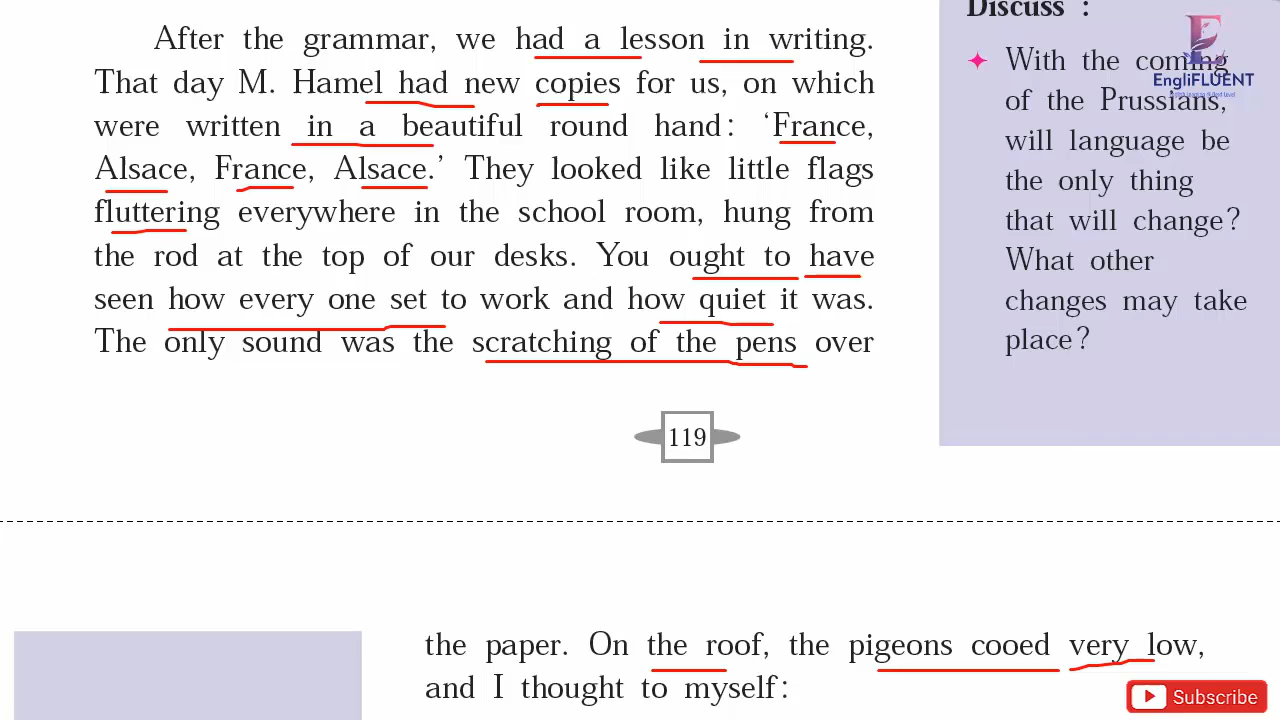 After the grammar, we had a lesson in writing.
That day M. Hamel had new copies for us, on which
were written in a beautiful round hand: ‘France,
Alsace, France, Alsace.’ They looked like little flags
fluttering everywhere in the school room, hung from
the rod at the top of our desks. You ought to have
seen how every one set to work and how quiet it was.
The only sound was the scratching of the pens over
119
Discuss :
With the coming
of the Prussians,
will language be
the only thing
that will change?
What other
changes may take
place?
EngliFLUENT
the paper. On the roof, the pigeons cooed very low,
and I thought to myself:
Subscribe